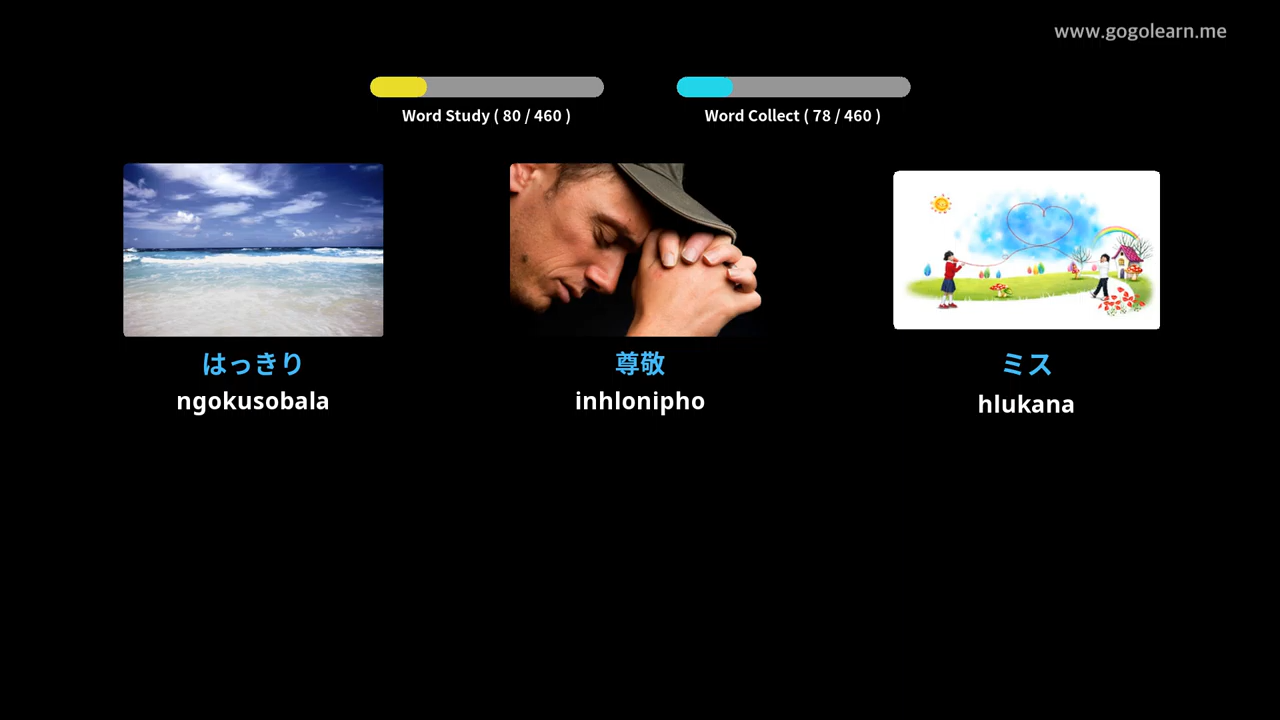 www.gogolearn.me
Word Study ( 80 / 460 )
Word Collect ( 78 / 460 )
はっきり
ngokusobala
尊敬
inhlonipho
ミス
hlukana